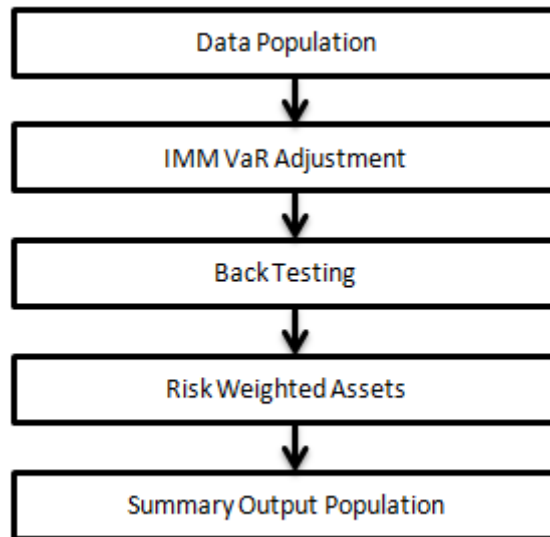 Data Population
IMM VaR Adjustment
Back Testing
Risk Weighted Assets
Summary Output Population